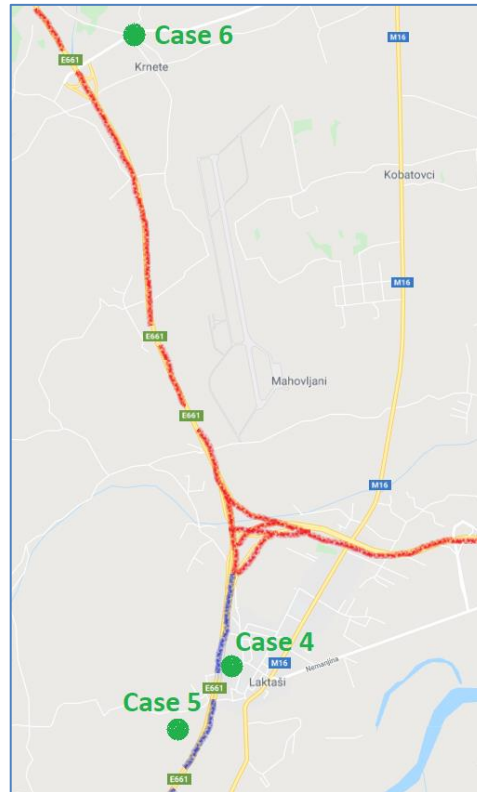 Case 6
E661
Krnete
M16
Kobatovci
M16
E661
Mahovljani
E661
M16
Case 4
Nemanjina
M16
Laktaši
E661
Case 5
E661